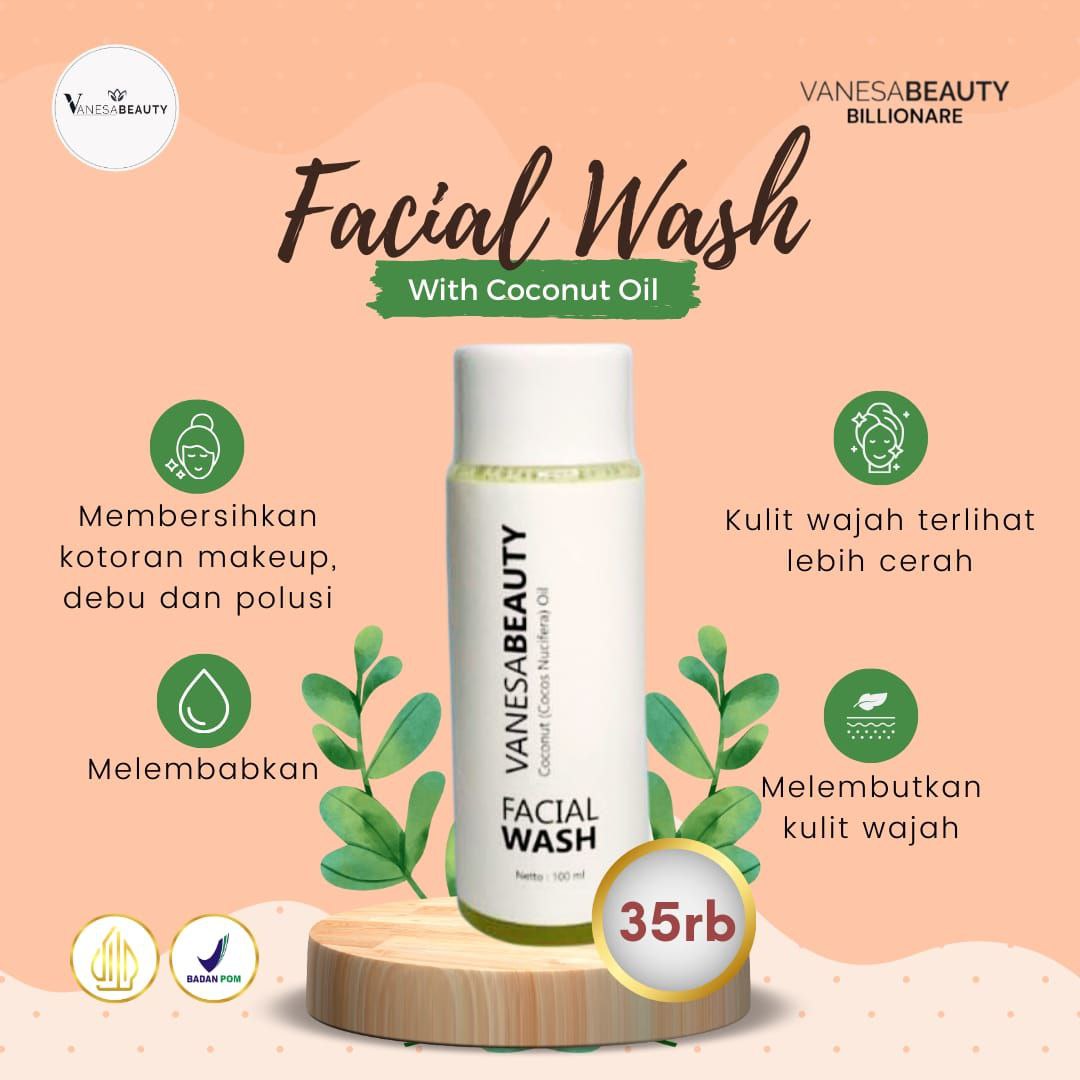 VANESABEAUTY
VANESABEAUTY
BILLIONARE
Facial Wash
With Coconut Oil
Membersihkan
kotoran makeup,
debu dan polusi
Kulit wajah terlihat
lebih cerah
Melembabkan
Melembutkan
kulit wajah
VANESABEAUTY
Coconut (Cocos Nucifera) Oil
FACIAL
WASH
Netto : 100 ml
35rb
BADAN POM